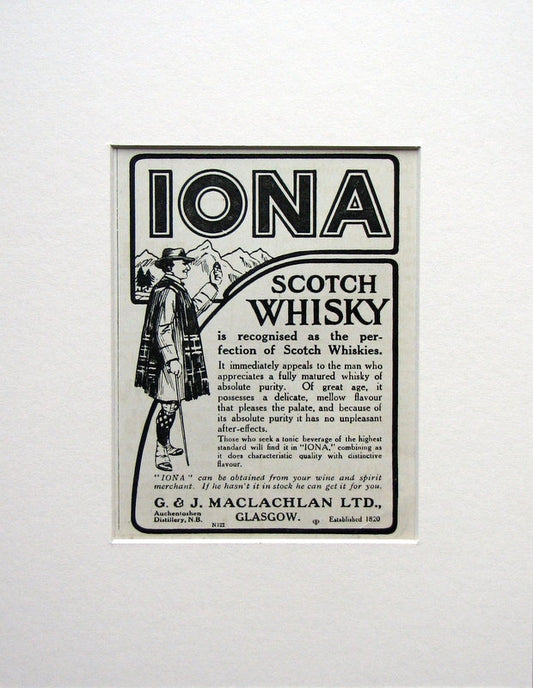 IONA
SCOTCH
WHISKY
is recognised as the per-
fection of Scotch Whiskies.
It immediately appeals to the man who
appreciates a fully matured whisky of
absolute purity. Of great age, it
possesses a delicate, mellow flavour
that pleases the palate, and because of
its absolute purity it has no unpleasant
after-effects.
Those who seek a tonic beverage of the highest
standard will find it in "IONA," combining as
it does characteristic quality with distinctive
flavour.
"IONA" can be obtained from your wine and spirit
merchant. If he hasn't it in stock he can get it for you.
G. & J. MACLACHLAN LTD.,
Auchentoshen
Distillery, N.B.
GLASGOW.
Established 1820